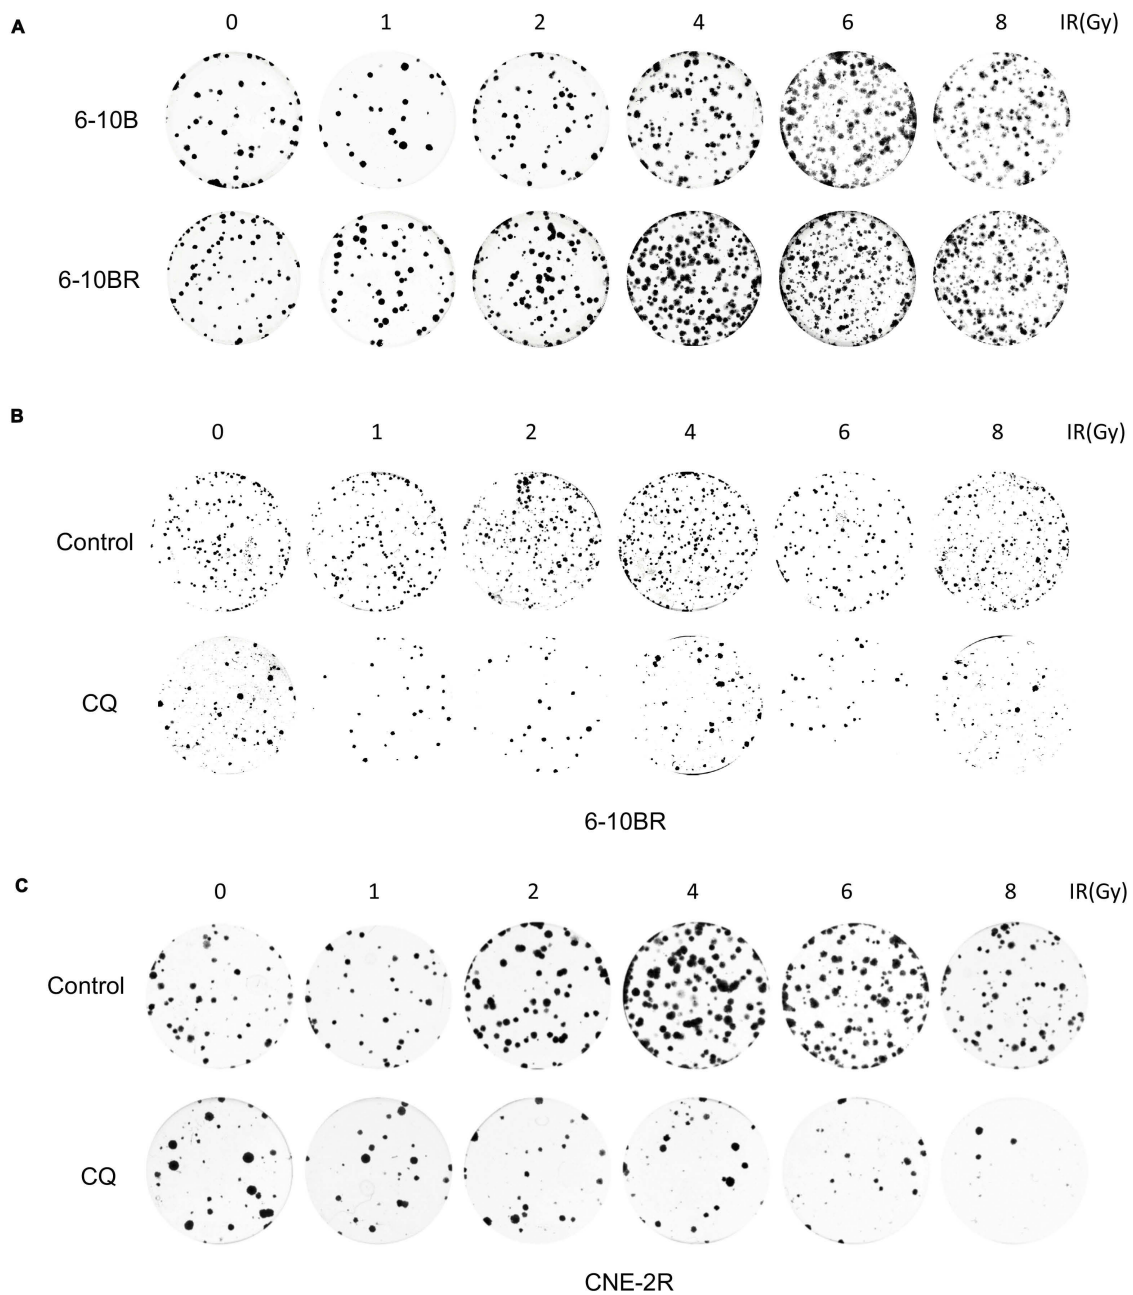 A
0 1 2 4 6 8 IR(Gy)
6-10B
6-10BR
B
0 1 2 4 6 8 IR(Gy)
Control
CQ
6-10BR
C
0 1 2 4 6 8 IR(Gy)
Control
CQ
CNE-2R